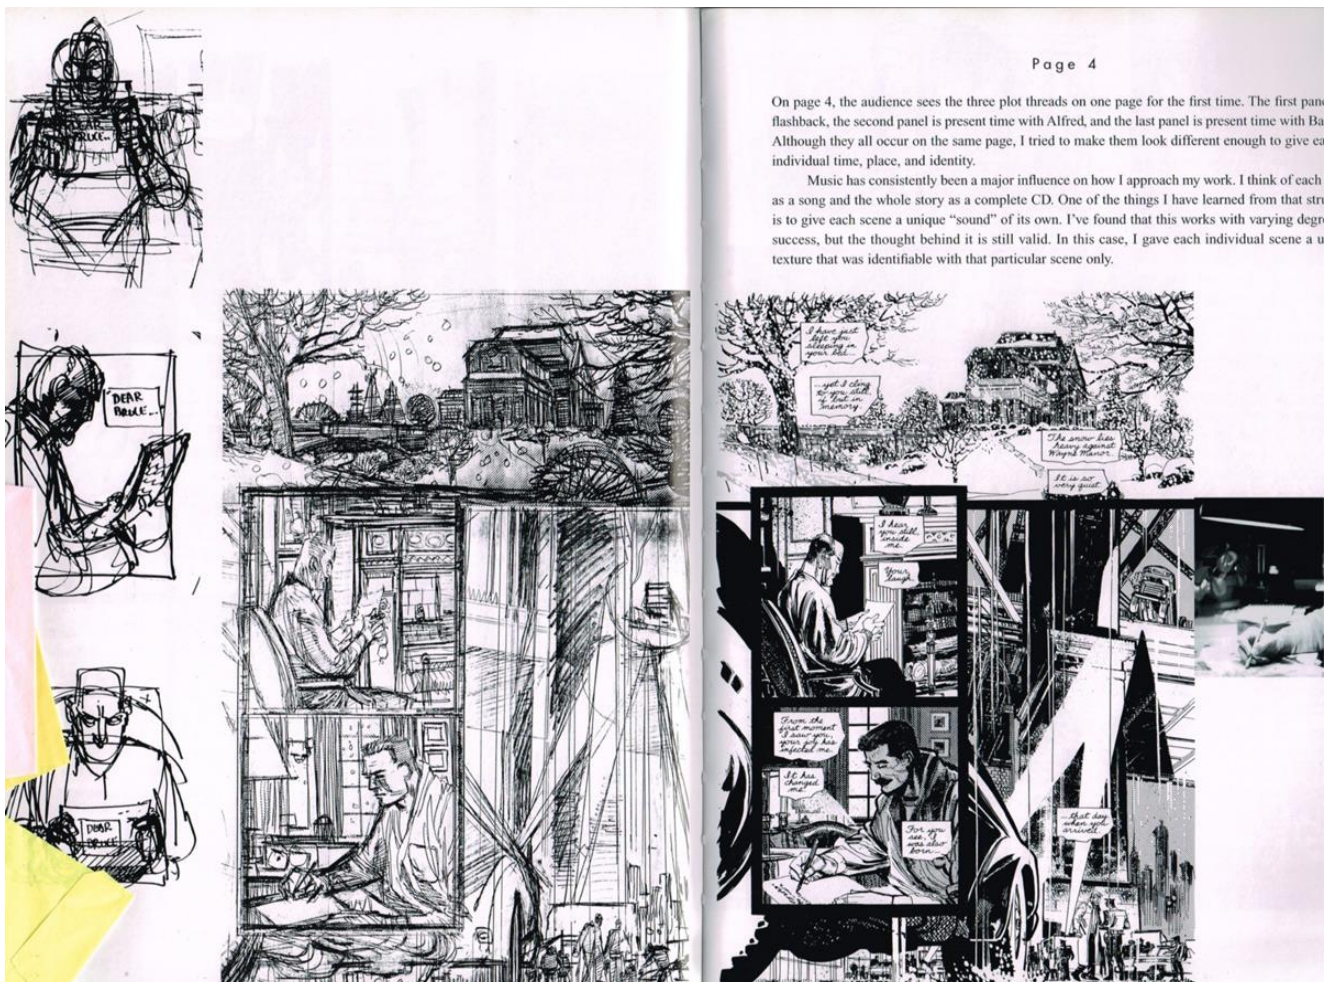 DEAR
BRUCE..
DEAR
BRUCE...
DEAR
BRUCE
Page 4
On page 4, the audience sees the three plot threads on one page for the first time. The first
flashback, the second panel is present time with Alfred, and the last panel is present time with
Although they all occur on the same page, I tried to make them look different enough to give
individual time, place, and identity.
Music has consistently been a major influence on how I approach my work. I think of each
as a song and the whole story as a complete CD. One of the things I have learned from that
is to give each scene a unique “sound” of its own. I’ve found that this works with varying
success, but the thought behind it is still valid. In this case, I gave each individual scene a
texture that was identifiable with that particular scene only.
I have just
left you
sleeping in
your bed...
...yet I cling
to you still,
if but in
memory.
The snow lies
heavy against
Wayne Manor.
It is so
very quiet.
I hear
you still,
inside
me.
Your
laugh.
From the
first moment
I saw you,
your joy has
infected me.
It has
changed
me.
For you
see, I
was also
born...
...that day
when you
arrived.